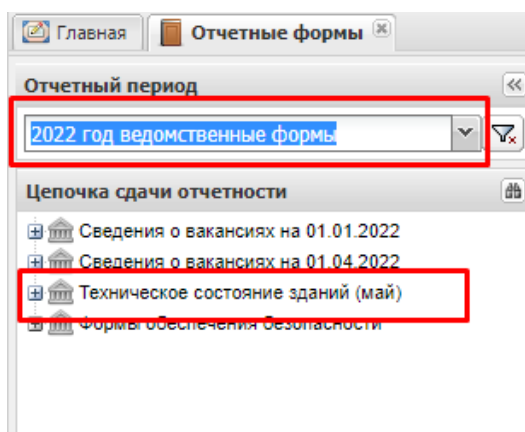 Главная
Отчетные формы
Отчетный период
2022 год ведомственные формы
Цепочка сдачи отчетности
Сведения о вакансиях на 01.01.2022
Сведения о вакансиях на 01.04.2022
Техническое состояние зданий (май)
Формы обеспечения безопасности